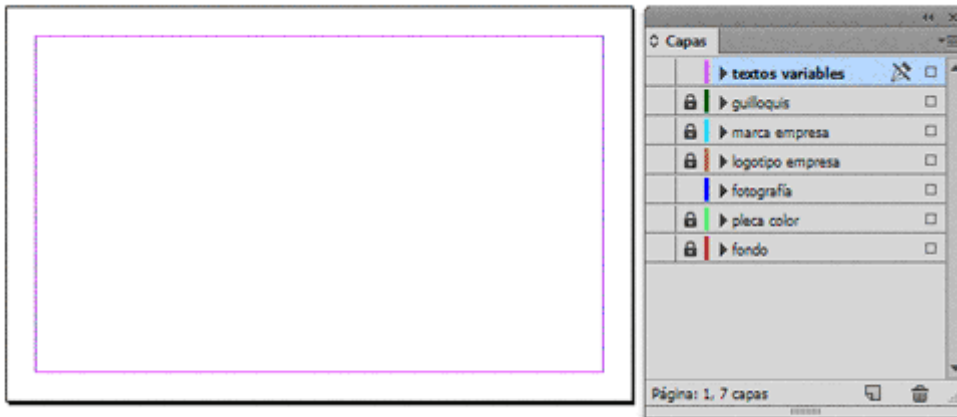 Capas
textos variables
guilloquis
marca empresa
logotipo empresa
fotografía
pleca color
fondo
Página: 1, 7 capas